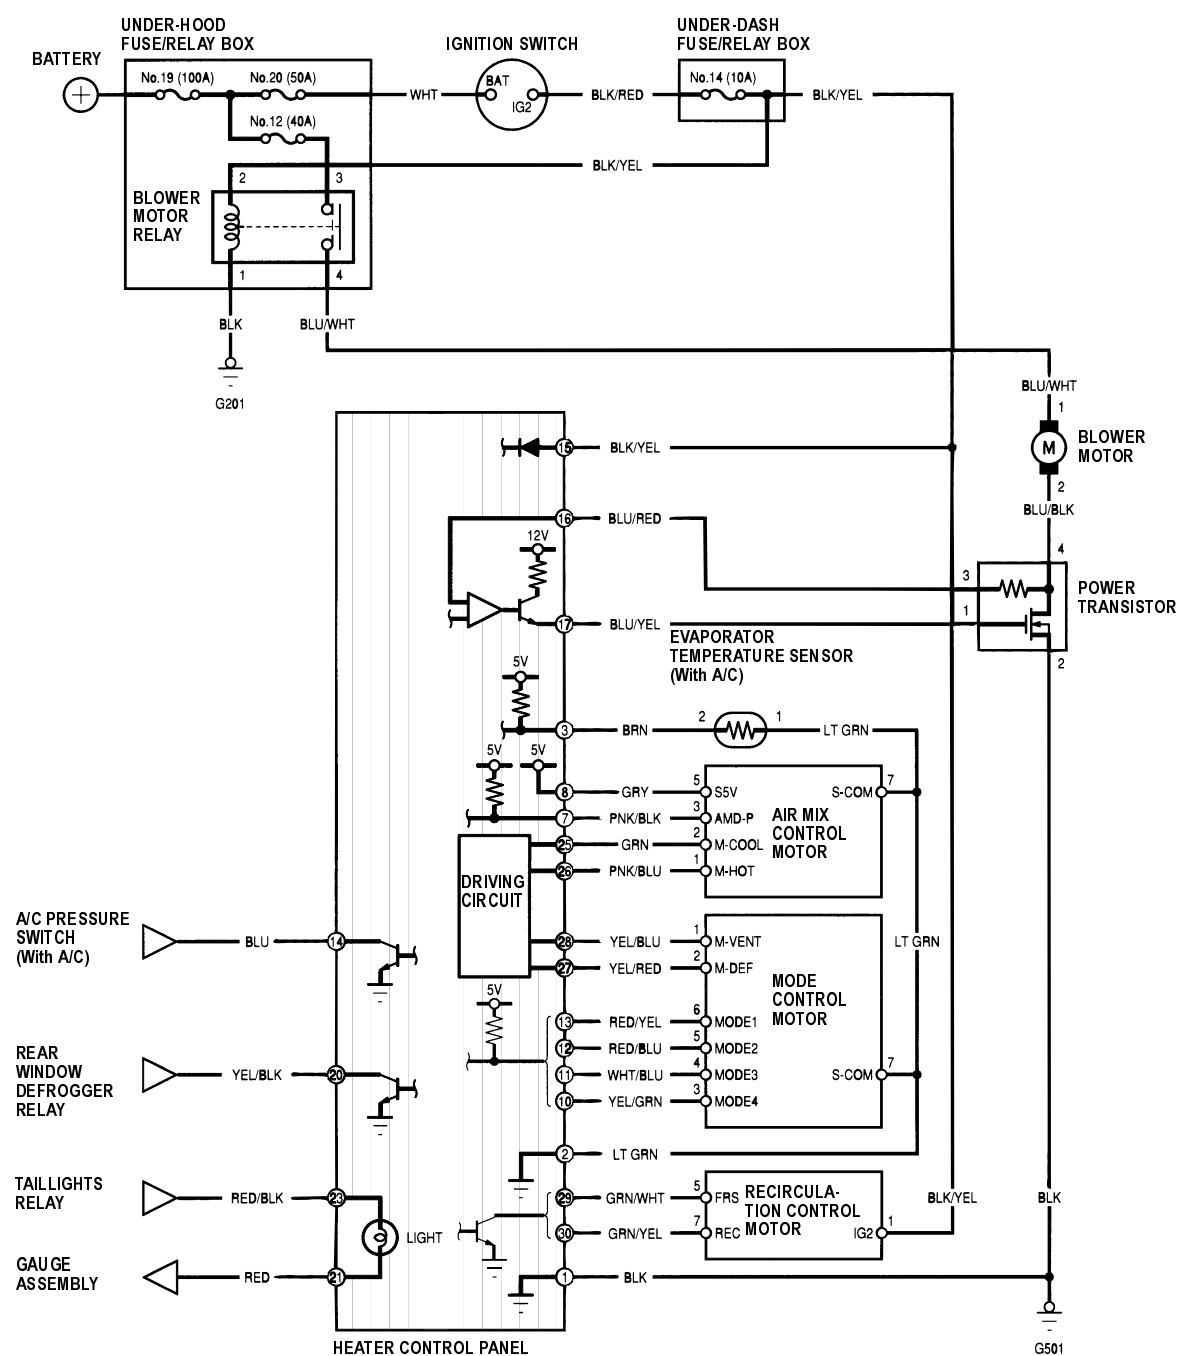 UNDER-HOOD
FUSE/RELAY BOX
IGNITION SWITCH
UNDER-DASH
FUSE/RELAY BOX
BATTERY
No.19 (100A)
No.20 (50A)
WHT
BAT
IG2
BLK/RED
No.14 (10A)
BLK/YEL
No.12 (40A)
BLK/YEL
2
3
BLOWER
MOTOR
RELAY
1
4
BLK
BLU/WHT
G201
BLU/WHT
1
M
BLOWER
MOTOR
2
BLU/BLK
15
BLK/YEL
16
BLU/RED
12V
4
3
POWER
TRANSISTOR
1
2
17
BLU/YEL
EVAPORATOR
TEMPERATURE SENSOR
(With A/C)
5V
3
BRN
2
1
LT GRN
5V
5V
8
GRY
5
S5V
S-COM
7
7
PNK/BLK
3
AMD-P
AIR MIX
CONTROL
MOTOR
25
GRN
2
M-COOL
26
PNK/BLU
1
M-HOT
DRIVING
CIRCUIT
A/C PRESSURE
SWITCH
(With A/C)
BLU
14
28
YEL/BLU
1
M-VENT
LT GRN
27
YEL/RED
2
M-DEF
MODE
CONTROL
MOTOR
5V
13
RED/YEL
6
MODE1
12
RED/BLU
5
MODE2
11
WHT/BLU
4
MODE3
S-COM
7
10
YEL/GRN
3
MODE4
REAR
WINDOW
DEFROGGER
RELAY
YEL/BLK
20
2
LT GRN
TAILLIGHTS
RELAY
RED/BLK
23
29
GRN/WHT
5
FRS
RECIRCULA-
TION CONTROL
MOTOR
BLK/YEL
BLK
30
GRN/YEL
7
REC
IG2
1
LIGHT
GAUGE
ASSEMBLY
RED
21
1
BLK
G501
HEATER CONTROL PANEL